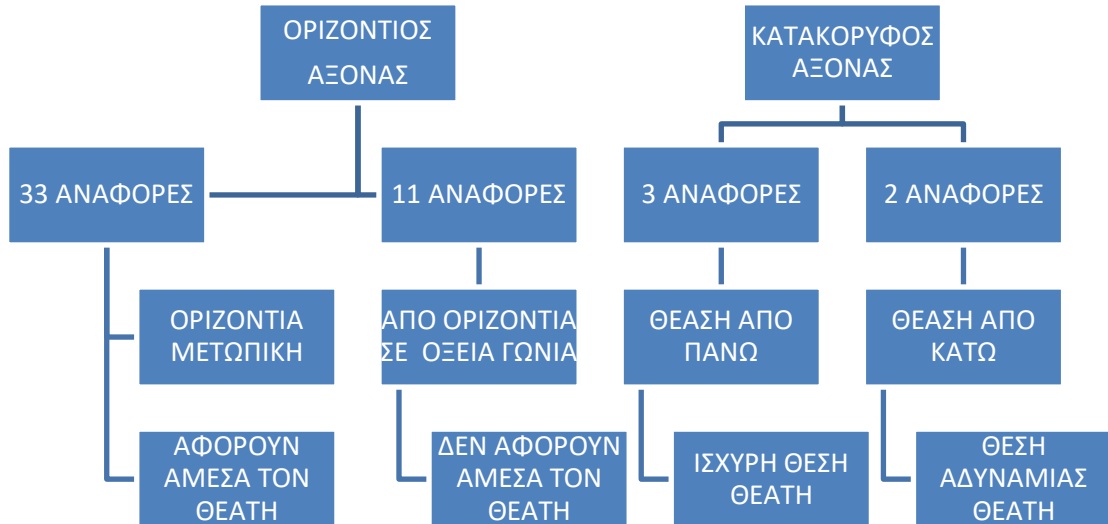 ΟΡΙΖΟΝΤΙΟΣ
ΑΞΟΝΑΣ
ΚΑΤΑΚΟΡΥΦΟΣ
ΑΞΟΝΑΣ
33 ΑΝΑΦΟΡΕΣ
11 ΑΝΑΦΟΡΕΣ
3 ΑΝΑΦΟΡΕΣ
2 ΑΝΑΦΟΡΕΣ
ΟΡΙΖΟΝΤΙΑ
ΜΕΤΩΠΙΚΗ
ΑΠΟ ΟΡΙΖΟΝΤΙΑ
ΣΕ ΟΞΕΙΑ ΓΩΝΙΑ
ΘΕΑΣΗ ΑΠΟ
ΠΑΝΩ
ΘΕΑΣΗ ΑΠΟ
ΚΑΤΩ
ΑΦΟΡΟΥΝ
ΑΜΕΣΑ ΤΟΝ
ΘΕΑΤΗ
ΔΕΝ ΑΦΟΡΟΥΝ
ΑΜΕΣΑ ΤΟΝ
ΘΕΑΤΗ
ΙΣΧΥΡΗ ΘΕΣΗ
ΘΕΑΤΗ
ΘΕΣΗ
ΑΔΥΝΑΜΙΑΣ
ΘΕΑΤΗ